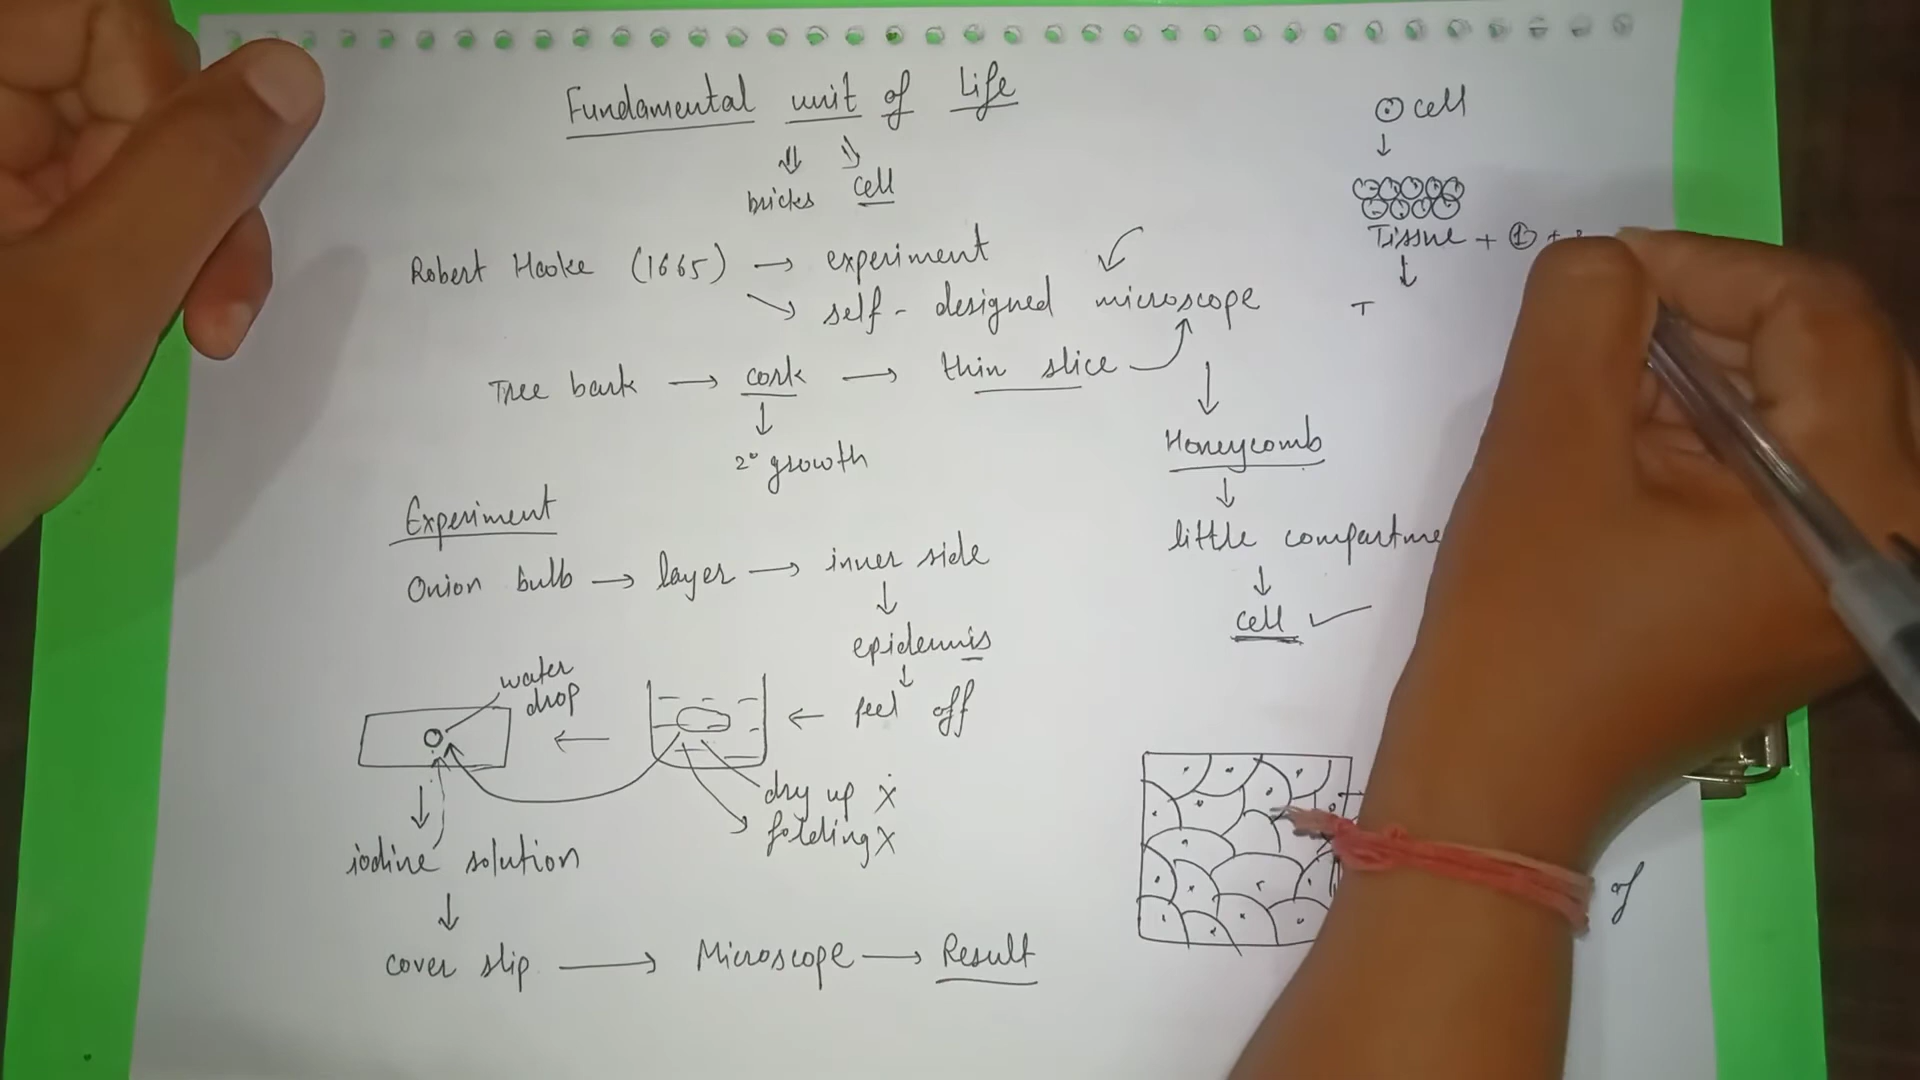 Fundamental unit of Life
bricks cell
Robert Hooke (1665) → experiment
→ self - designed microscope
Tree bark → cork → thin slice
2° growth
Honeycomb
little
cell ✓
Experiment
Onion bulb → layer → inner side
epidermis
peel off
water
drop
dry up X
folding X
iodine solution
cover slip → Microscope → Result
cell
Tissue + ① +
T
of